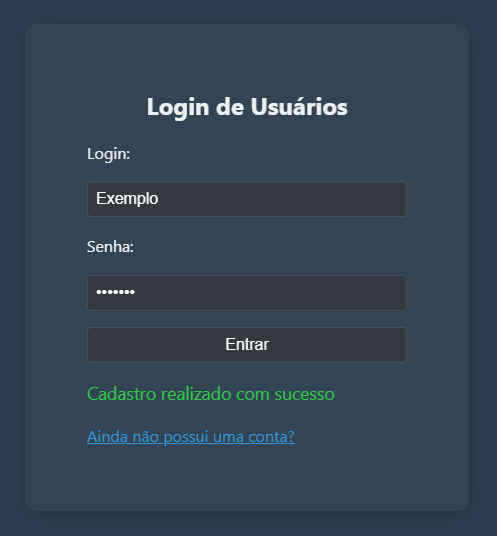 Login de Usuários
Login:
Exemplo
Senha:
•••••••
Entrar
Cadastro realizado com sucesso
Ainda não possui uma conta?